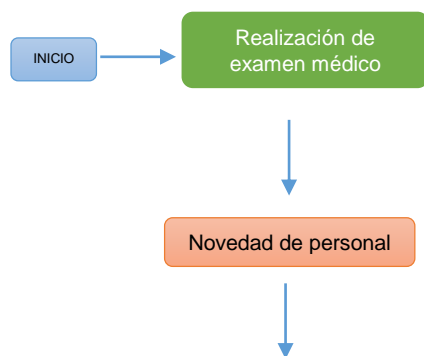 INICIO
Realización de
examen médico
Novedad de personal